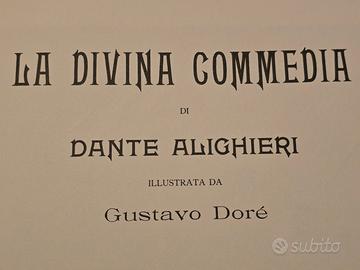 LA DIVINA COMMEDIA
DI
DANTE ALIGHIERI
ILLUSTRATA DA
Gustavo Doré
subito